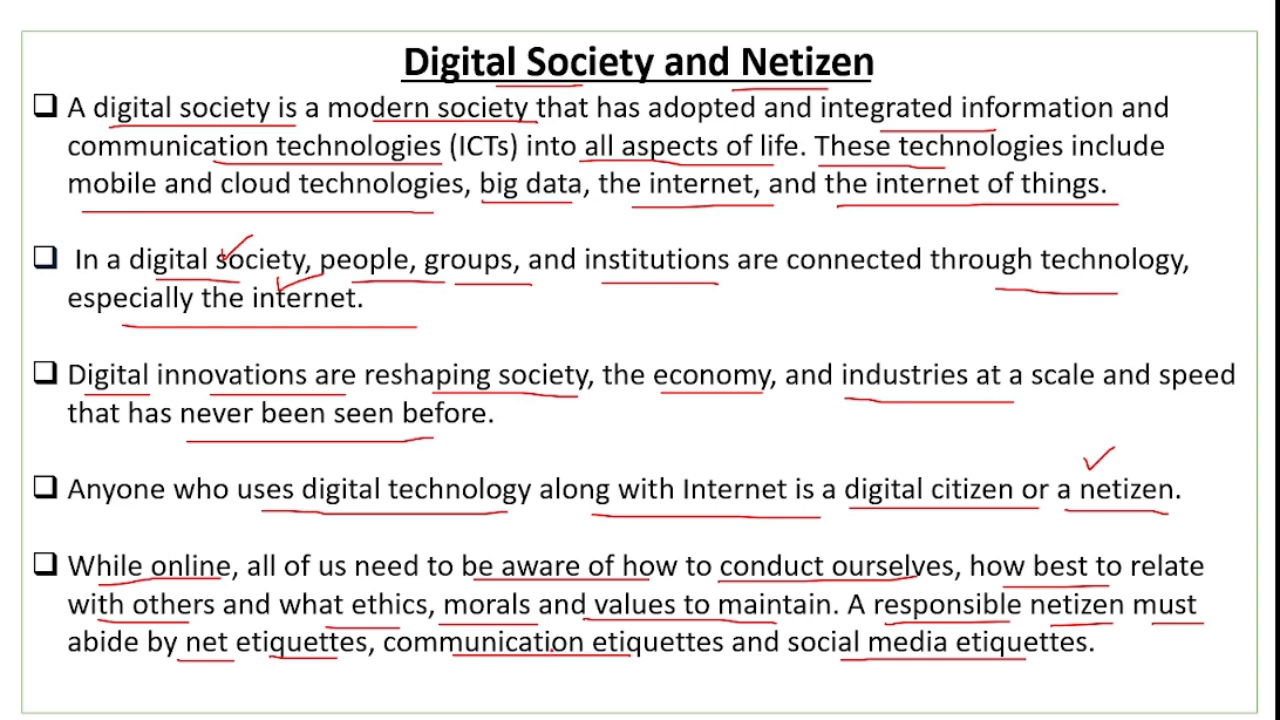 Digital Society and Netizen
❑ A digital society is a modern society that has adopted and integrated information and
communication technologies (ICTs) into all aspects of life. These technologies include
mobile and cloud technologies, big data, the internet, and the internet of things.
❑ In a digital society, people, groups, and institutions are connected through technology,
especially the internet.
❑ Digital innovations are reshaping society, the economy, and industries at a scale and speed
that has never been seen before.
❑ Anyone who uses digital technology along with Internet is a digital citizen or a netizen.
❑ While online, all of us need to be aware of how to conduct ourselves, how best to relate
with others and what ethics, morals and values to maintain. A responsible netizen must
abide by net etiquettes, communication etiquettes and social media etiquettes.